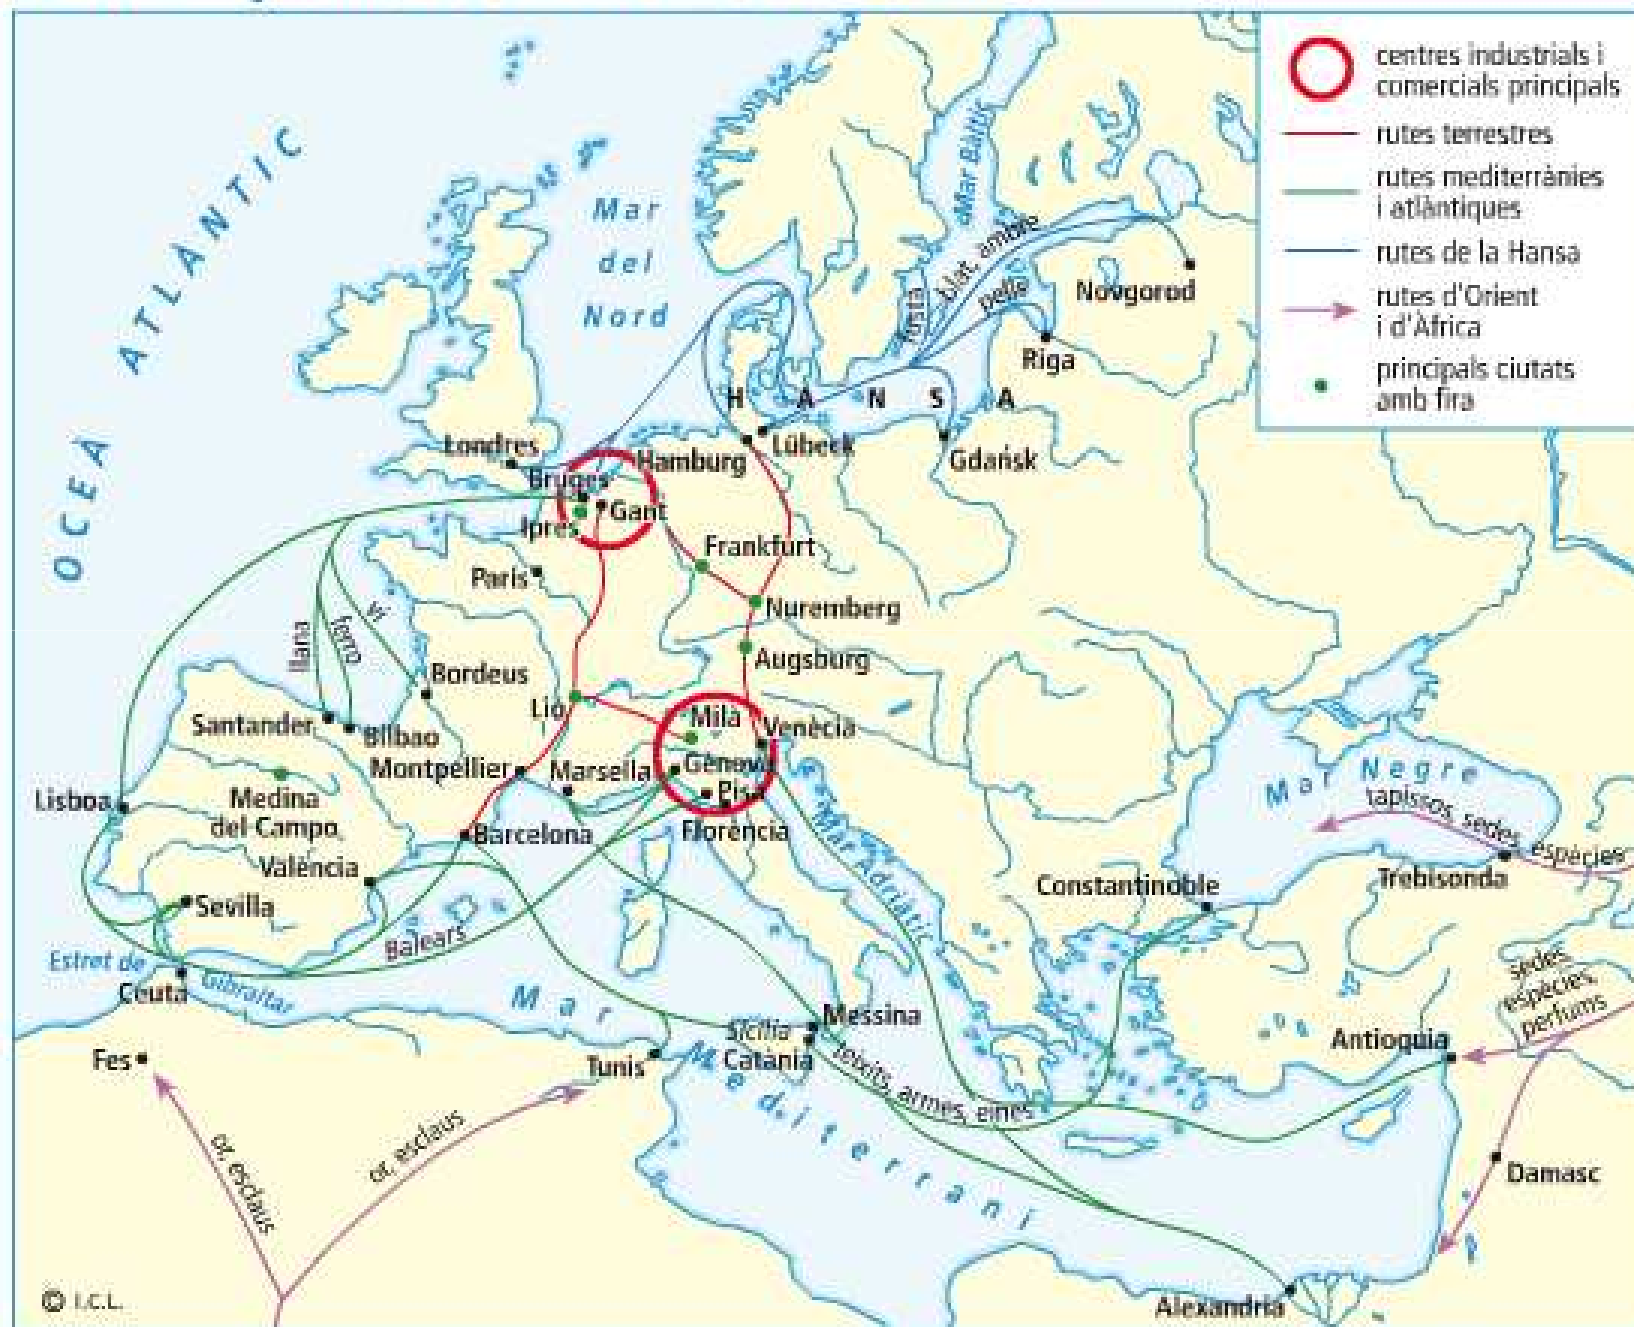 centres industrials i
comercials principals
rutes terrestres
rutes mediterrànies
i atlàntiques
rutes de la Hansa
rutes d'Orient
i d'Àfrica
principals ciutats
amb fira
OCEÀ ATLÀNTIC
Mar
del
Nord
Mar Bàltic
blat, ambre
pells
fusta
Novgorod
Riga
HANSA
Londres
Hamburg
Lübeck
Gdańsk
Bruges
Gant
Ipres
Frankfurt
París
Nuremberg
Augsburg
vi
ferro
llana
Bordeus
Lió
Santander
Bilbao
Milà
Venècia
Gènova
Montpellier
Marsella
Pisa
Florència
Lisboa
Medina
del Campo
Barcelona
València
Sevilla
Balears
Estret de
Gibraltar
Ceuta
Mar Adriàtic
Mar Negre
tapissos, sedes, espècies
Trebisonda
Constantinoble
sedes,
espècies,
perfums
Antioquia
Damasc
Mar
Mediterrani
Messina
Sicília
Catània
Tunis
Fes
teixits, armes, eines
or, esclaus
or, esclaus
Alexandria
© I.C.L.